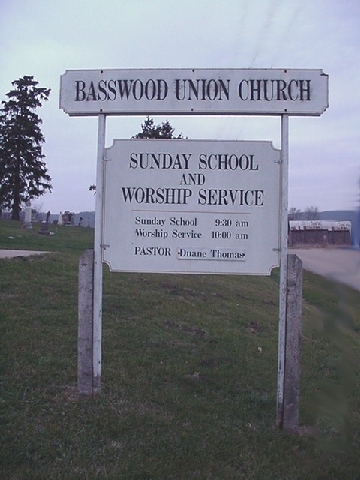 BASSWOOD UNION CHURCH
SUNDAY SCHOOL
AND
WORSHIP SERVICE
Sunday School 9:30 am
Worship Service 10:00 am
PASTOR Duane Thomas